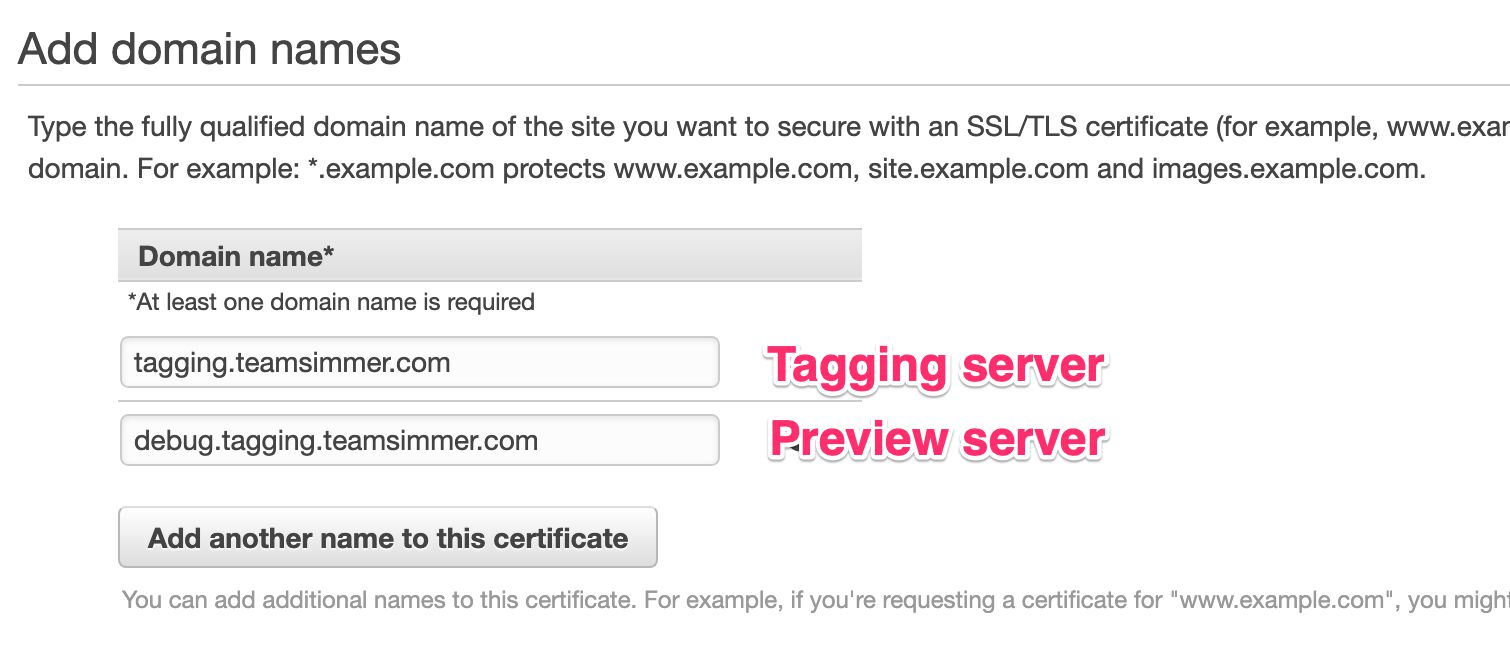 Add domain names
Type the fully qualified domain name of the site you want to secure with an SSL/TLS certificate (for example, www.exar
domain. For example: *.example.com protects www.example.com, site.example.com and images.example.com.
Domain name*
*At least one domain name is required
tagging.teamsimmer.com Tagging server
debug.tagging.teamsimmer.com Preview server
Add another name to this certificate
You can add additional names to this certificate. For example, if you're requesting a certificate for "www.example.com", you might